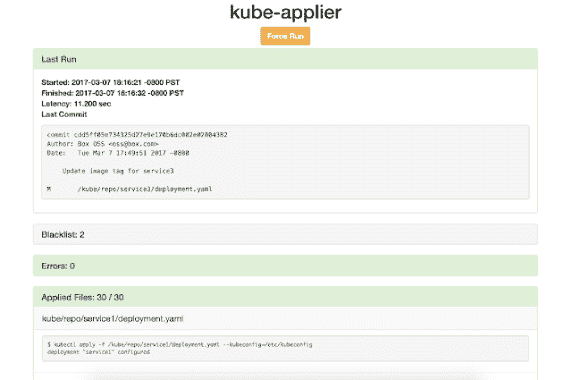 kube-applier
Force Run
Last Run
Started: 2017-03-07 18:16:21 -0800 PST
Finished: 2017-03-07 18:16:32 -0800 PST
Latency: 11.200 sec
Last Commit
commit
Author: Box OSS <oss@box.com>
Date: Tue Mar 7 17:49:51 2017 -0800
Update image tag for service3
M /kube/repo/service1/deployment.yaml
Blacklist: 2
Errors: 0
Applied Files: 30 / 30
kube/repo/service1/deployment.yaml
$ kubectl apply -f /kube/repo/service1/deployment.yaml --kubeconfig=/etc/kubeconfig
deployment "service1" configured